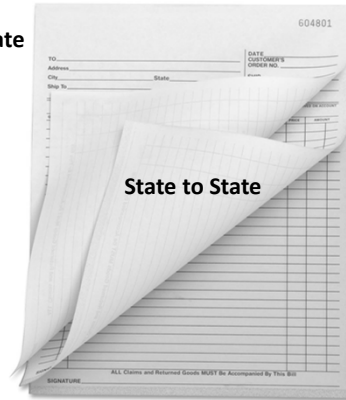 604801
ate
TO
DATE
CUSTOMER'S
ORDER NO.
Address
City State
Ship To
AMOUNT
State to State
ALL Claims and Returned Goods MUST Be Accompanied By This Bill
SIGNATURE